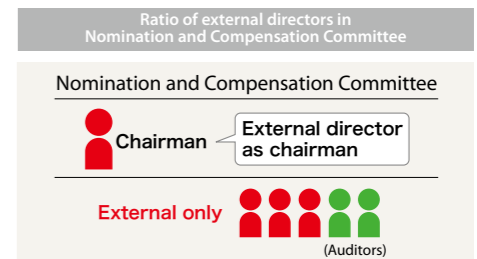 Ratio of external directors in
Nomination and Compensation Committee
Nomination and Compensation Committee
Chairman
External director
as chairman
External only
(Auditors)